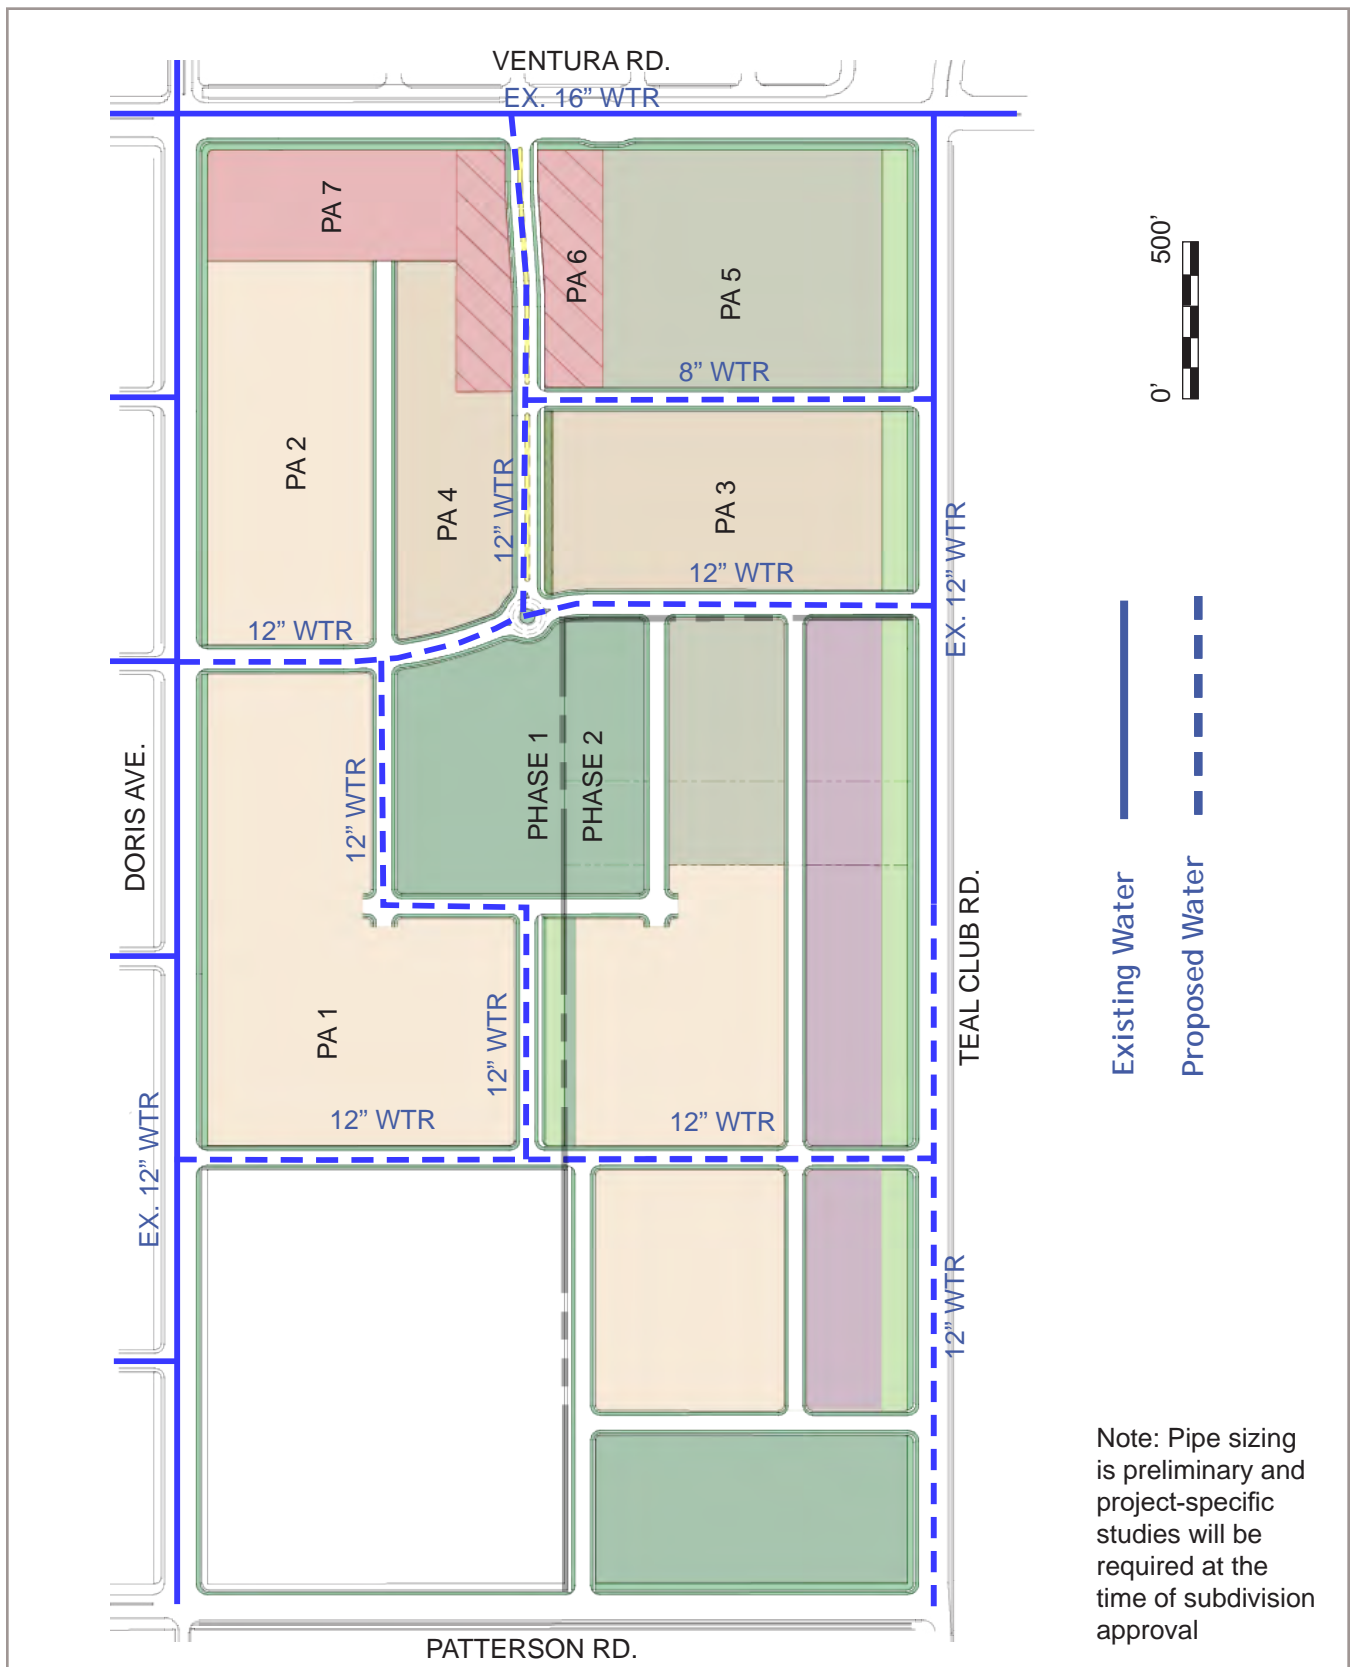 VENTURA RD.
EX. 16” WTR
PA 7
PA 6
PA 5
500’
0’
8” WTR
PA 2
PA 4
12” WTR
PA 3
12” WTR
EX. 12” WTR
12” WTR
DORIS AVE.
12” WTR
PHASE 1
PHASE 2
TEAL CLUB RD.
Existing Water
Proposed Water
PA 1
12” WTR
12” WTR
12” WTR
EX. 12” WTR
12” WTR
Note: Pipe sizing
is preliminary and
project-specific
studies will be
required at the
time of subdivision
approval
PATTERSON RD.